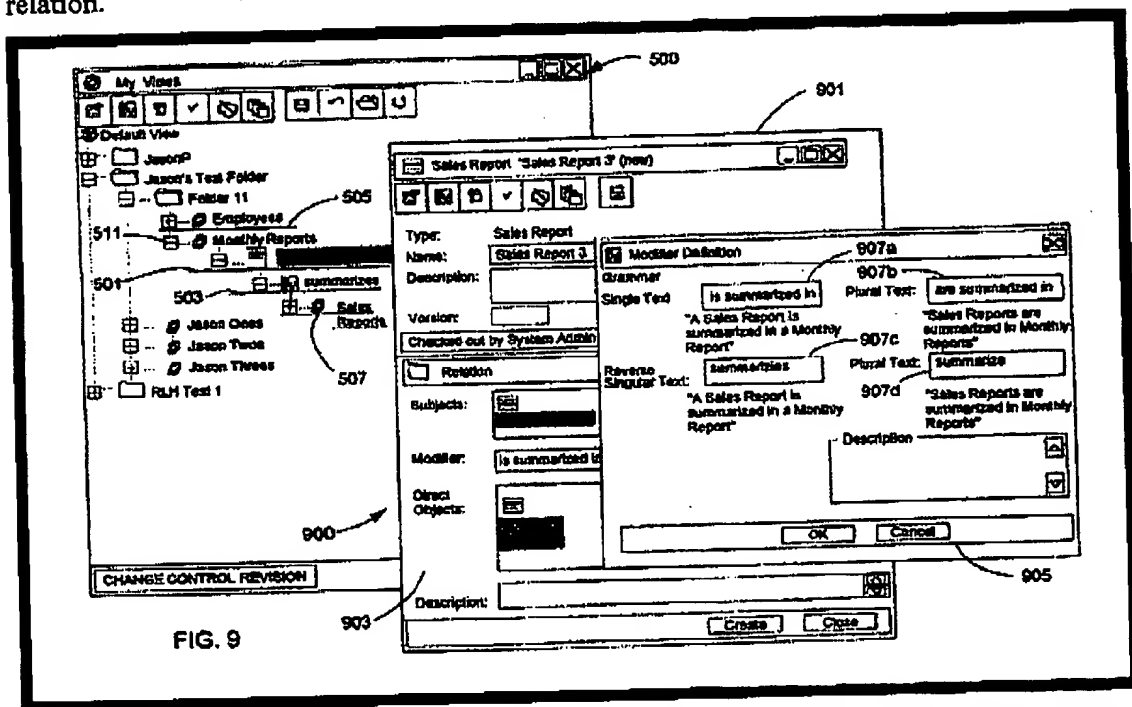 relation.
My Views
500
901
Default View
JasonP
Jason's Test Folder
Folder 11
505
Employees
511
Monthly Reports
501
summarizes
503
Sales
Reports
507
Jason Ones
Jason Twos
Jason Threes
RLH Test 1
CHANGE CONTROL REVISION
FIG. 9
'Sales Report "Sales Report 3' (new)
Type: Sales Report
Name: Sales Report 3
Description:
Version:
Checked out by System Admin
Relation
Subjects:
Modifier: is summarized in
Direct
Objects:
900
903
Description:
Create Close
Modifier Definition
907a
907b
Grammer
Single Text is summarized in
Plural Text: are summarized in
"A Sales Report is
summarized in a Monthly
Report"
"Sales Reports are
summarized in Monthly
Reports"
907c
Reverse
Singular Text: summarizies
Plural Text: summarize
907d
"A Sales Report is
summarized in a Monthly
Report"
"Sales Reports are
summarized in Monthly
Reports"
Description
OK Cancel
905